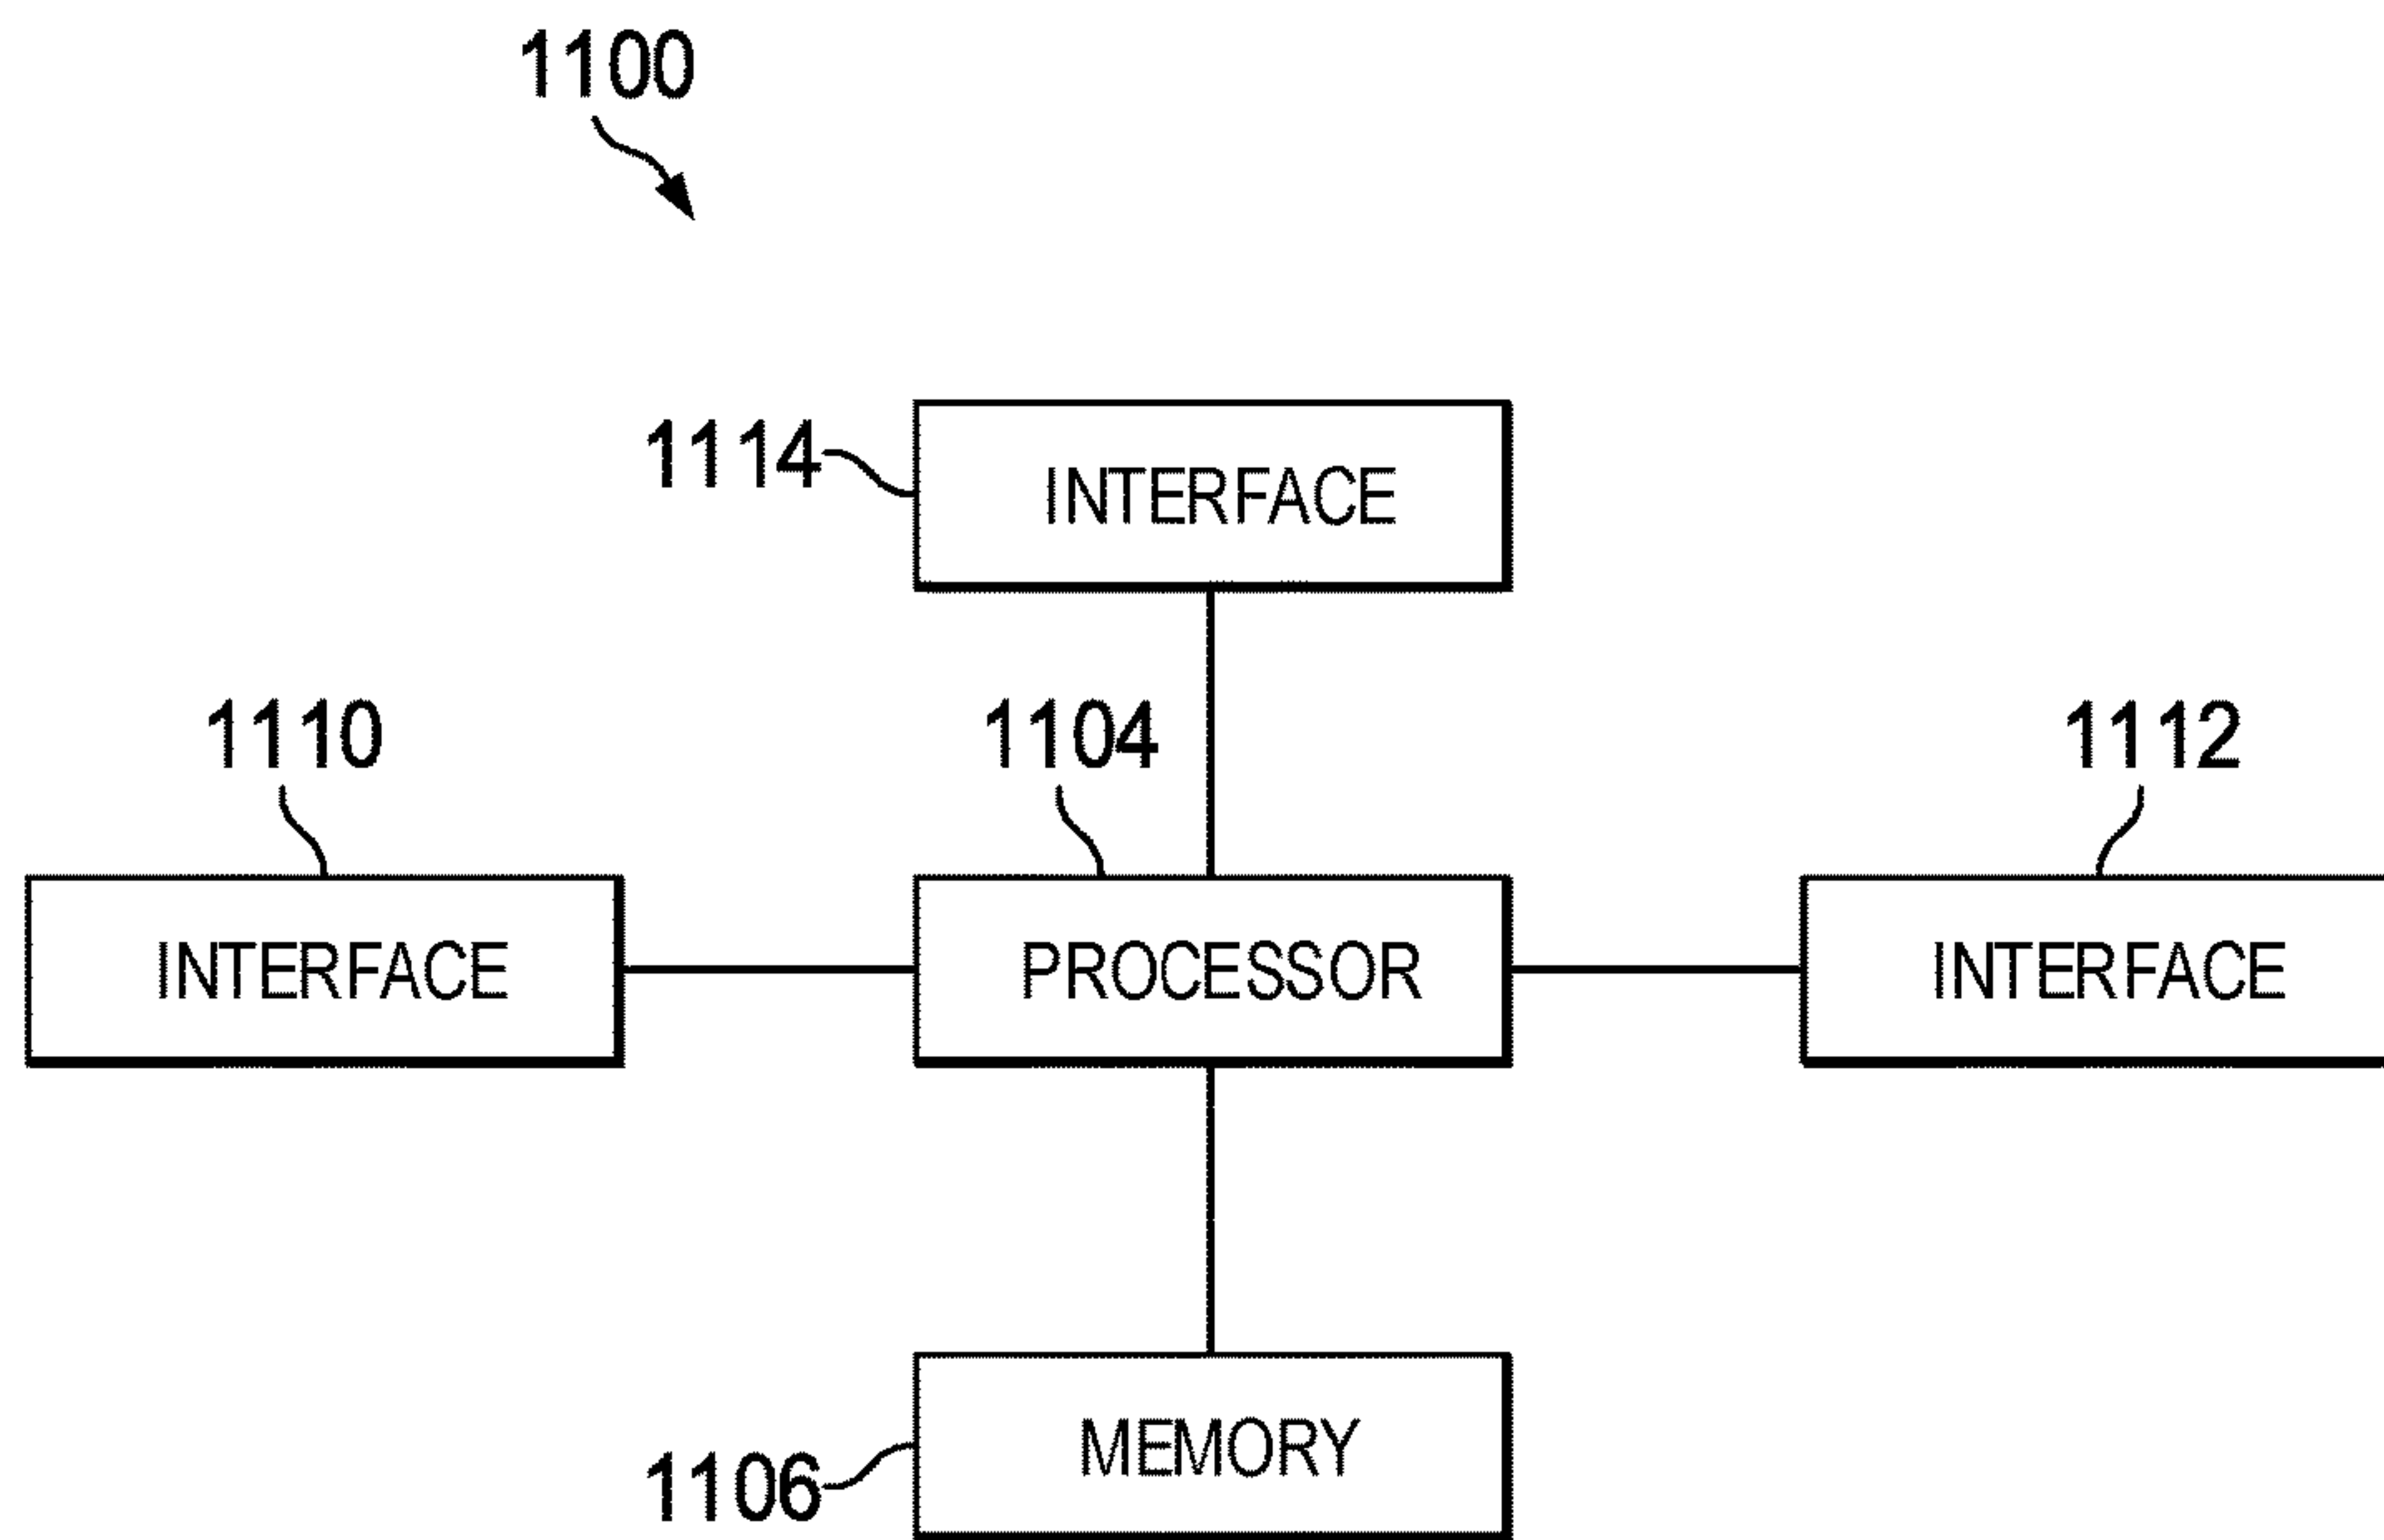 1100
1114
INTERFACE
1110
1104
1112
INTERFACE
PROCESSOR
INTERFACE
MEMORY
1106